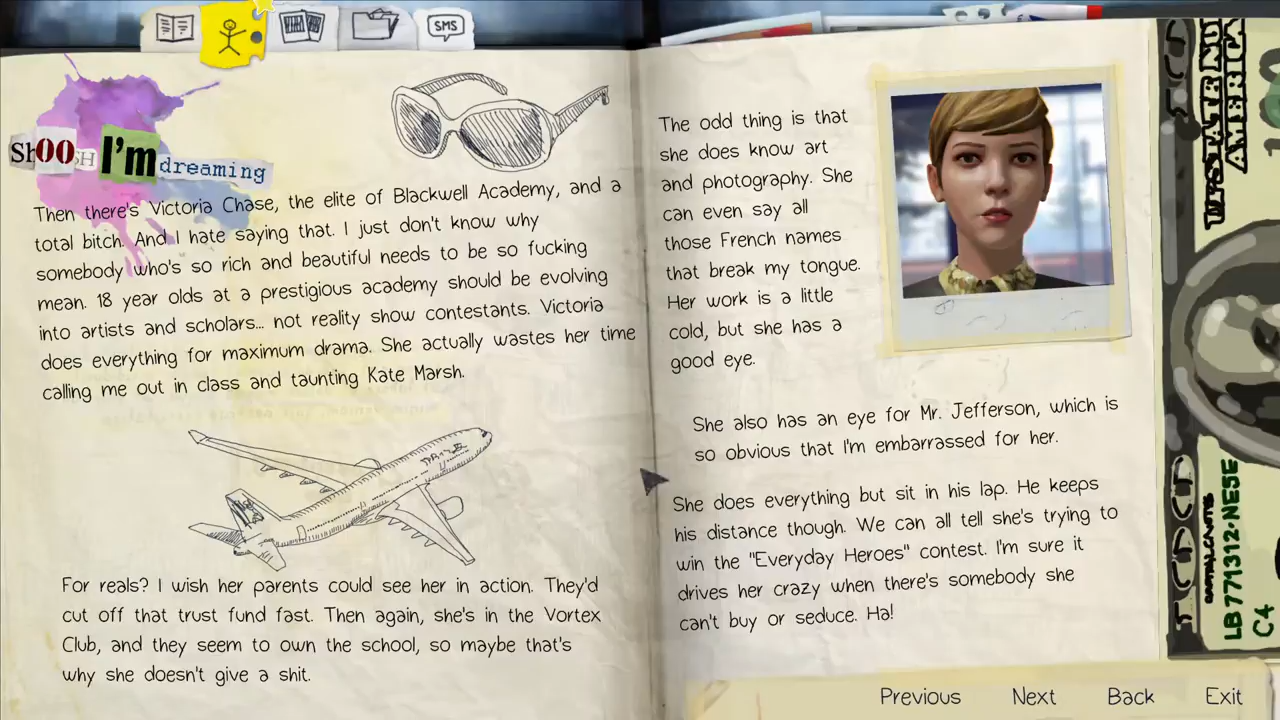 SMS
ShOOSH I'm dreaming
Then there's Victoria Chase, the elite of Blackwell Academy, and a
total bitch. And I hate saying that. I just don't know why
somebody who's so rich and beautiful needs to be so fucking
mean. 18 year olds at a prestigious academy should be evolving
into artists and scholars... not reality show contestants. Victoria
does everything for maximum drama. She actually wastes her time
calling me out in class and taunting Kate Marsh.
For reals? I wish her parents could see her in action. They'd
cut off that trust fund fast. Then again, she's in the Vortex
Club, and they seem to own the school, so maybe that's
why she doesn't give a shit.
The odd thing is that
she does know art
and photography. She
can even say all
those French names
that break my tongue.
Her work is a little
cold, but she has a
good eye.
She also has an eye for Mr. Jefferson, which is
so obvious that I'm embarrassed for her.
She does everything but sit in his lap. He keeps
his distance though. We can all tell she's trying to
win the "Everyday Heroes" contest. I'm sure it
drives her crazy when there's somebody she
can't buy or seduce. Ha!
AMERICA
LB771312-NESE
C4
Previous
Next
Back
Exit